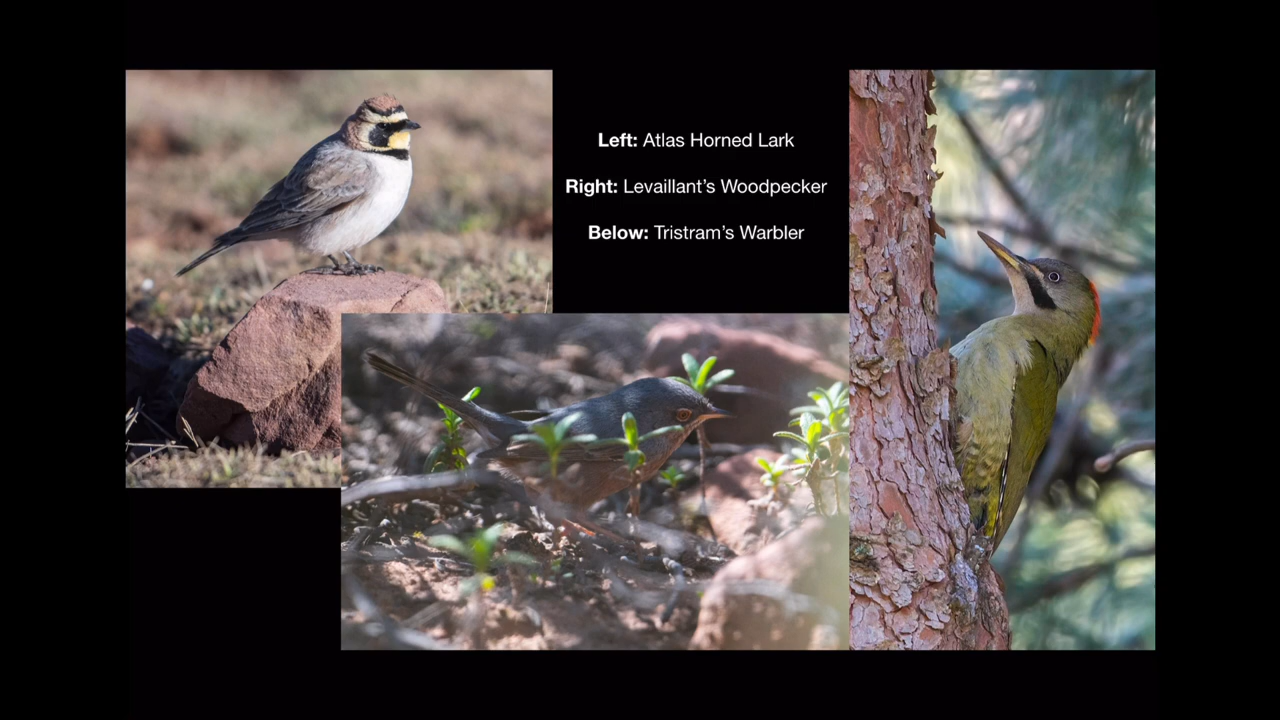 Left: Atlas Horned Lark
Right: Levaillant’s Woodpecker
Below: Tristram’s Warbler